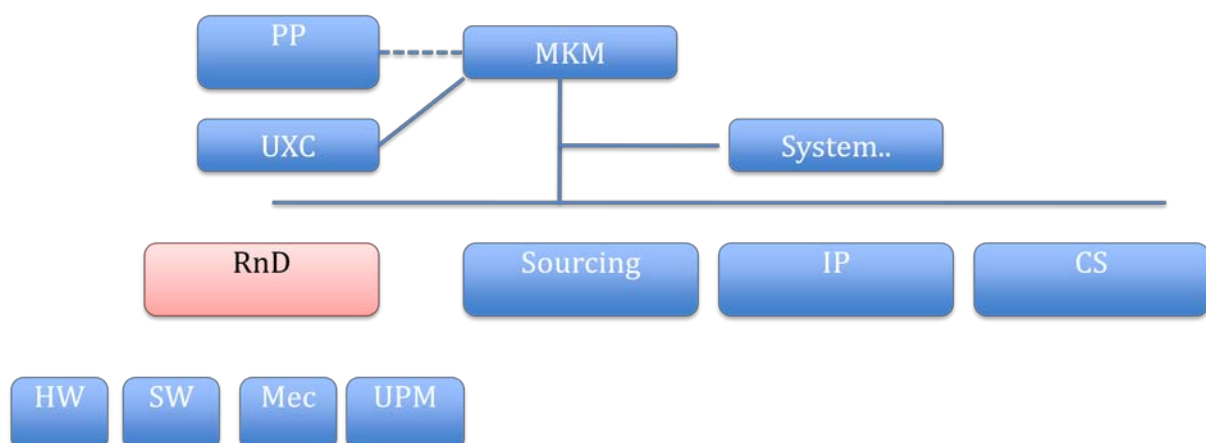 PP
MKM
UXC
System..
RnD
Sourcing
IP
CS
HW
SW
Mec
UPM